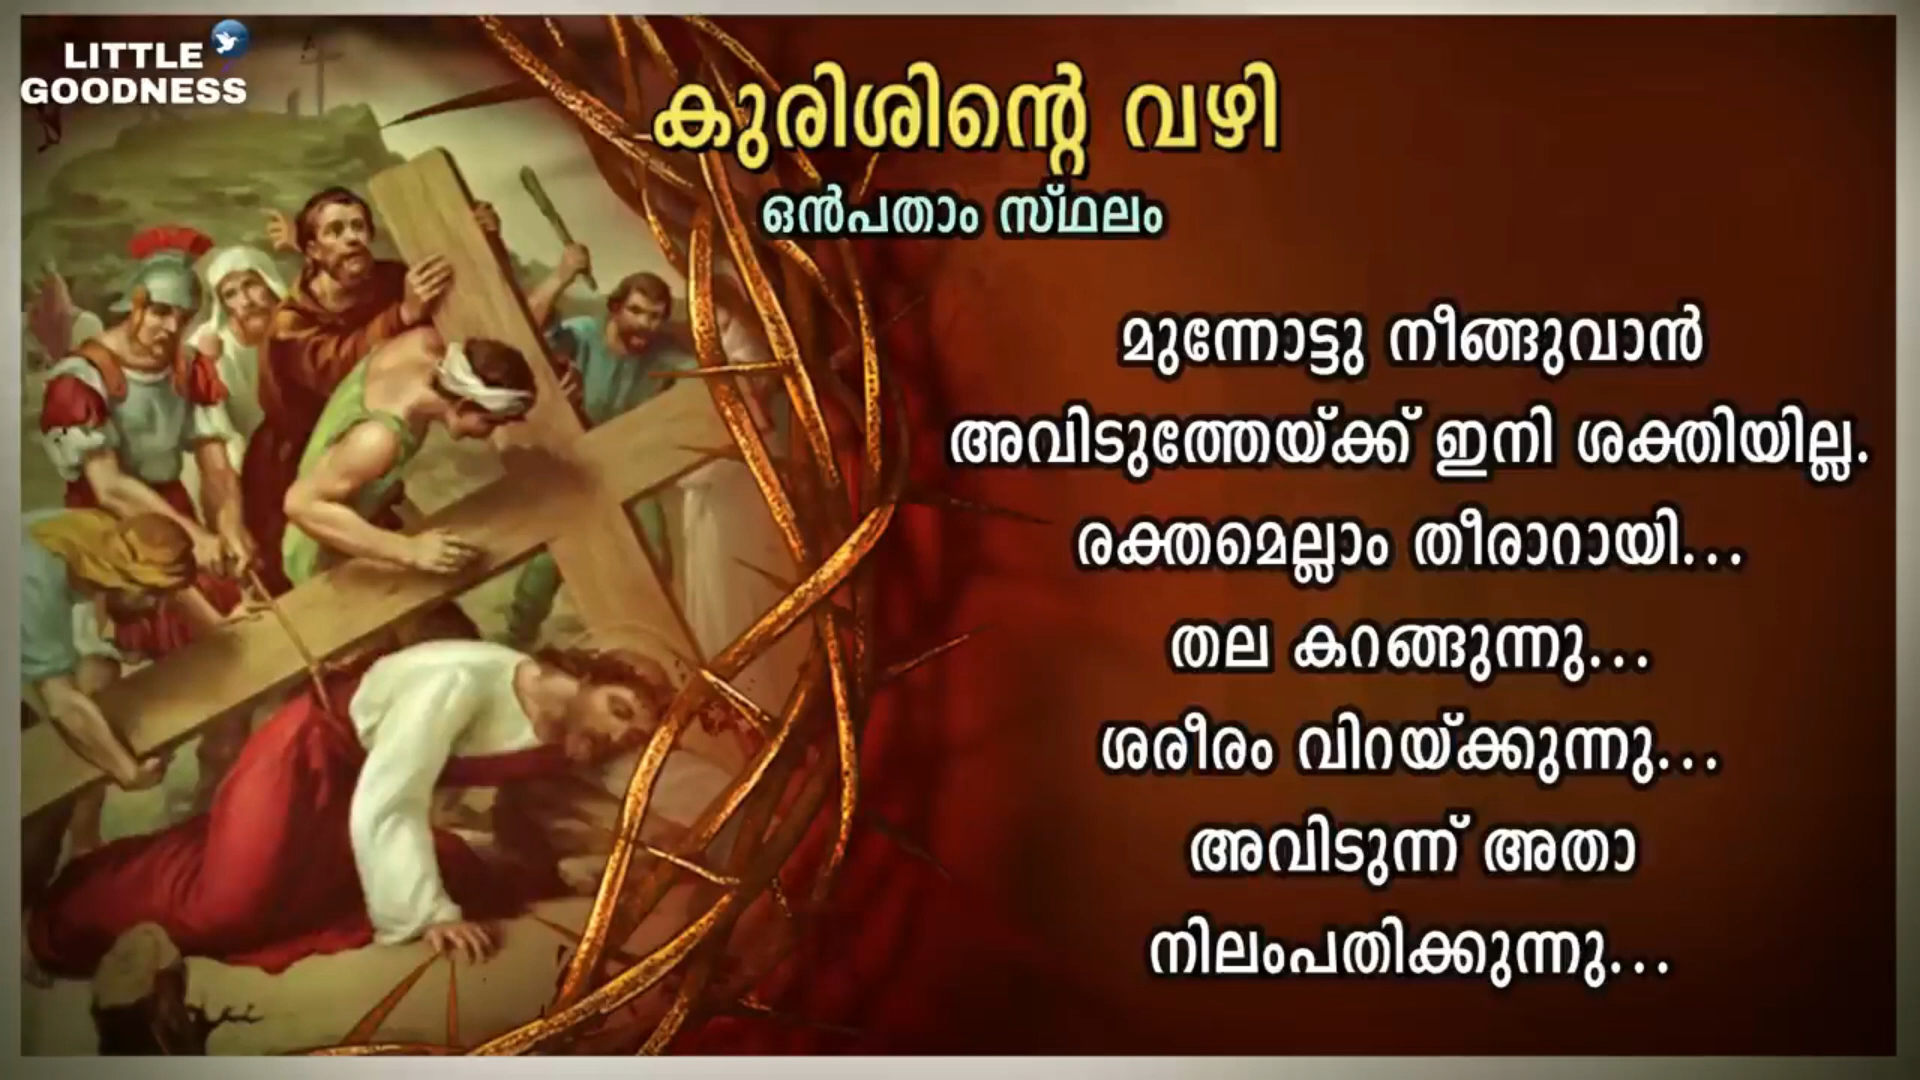 LITTLE
GOODNESS
കുരിശിന്റെ വഴി
ഒൻപതാം സ്ഥലം
മുന്നോട്ടു നീങ്ങുവാൻ
അവിടുത്തേയ്ക്ക് ഇനി ശക്തിയില്ല.
രക്തമെല്ലാം തീരാറായി...
തല കറങ്ങുന്നു...
ശരീരം വിറയ്ക്കുന്നു...
അവിടുന്ന് അതാ
നിലംപതിക്കുന്നു...